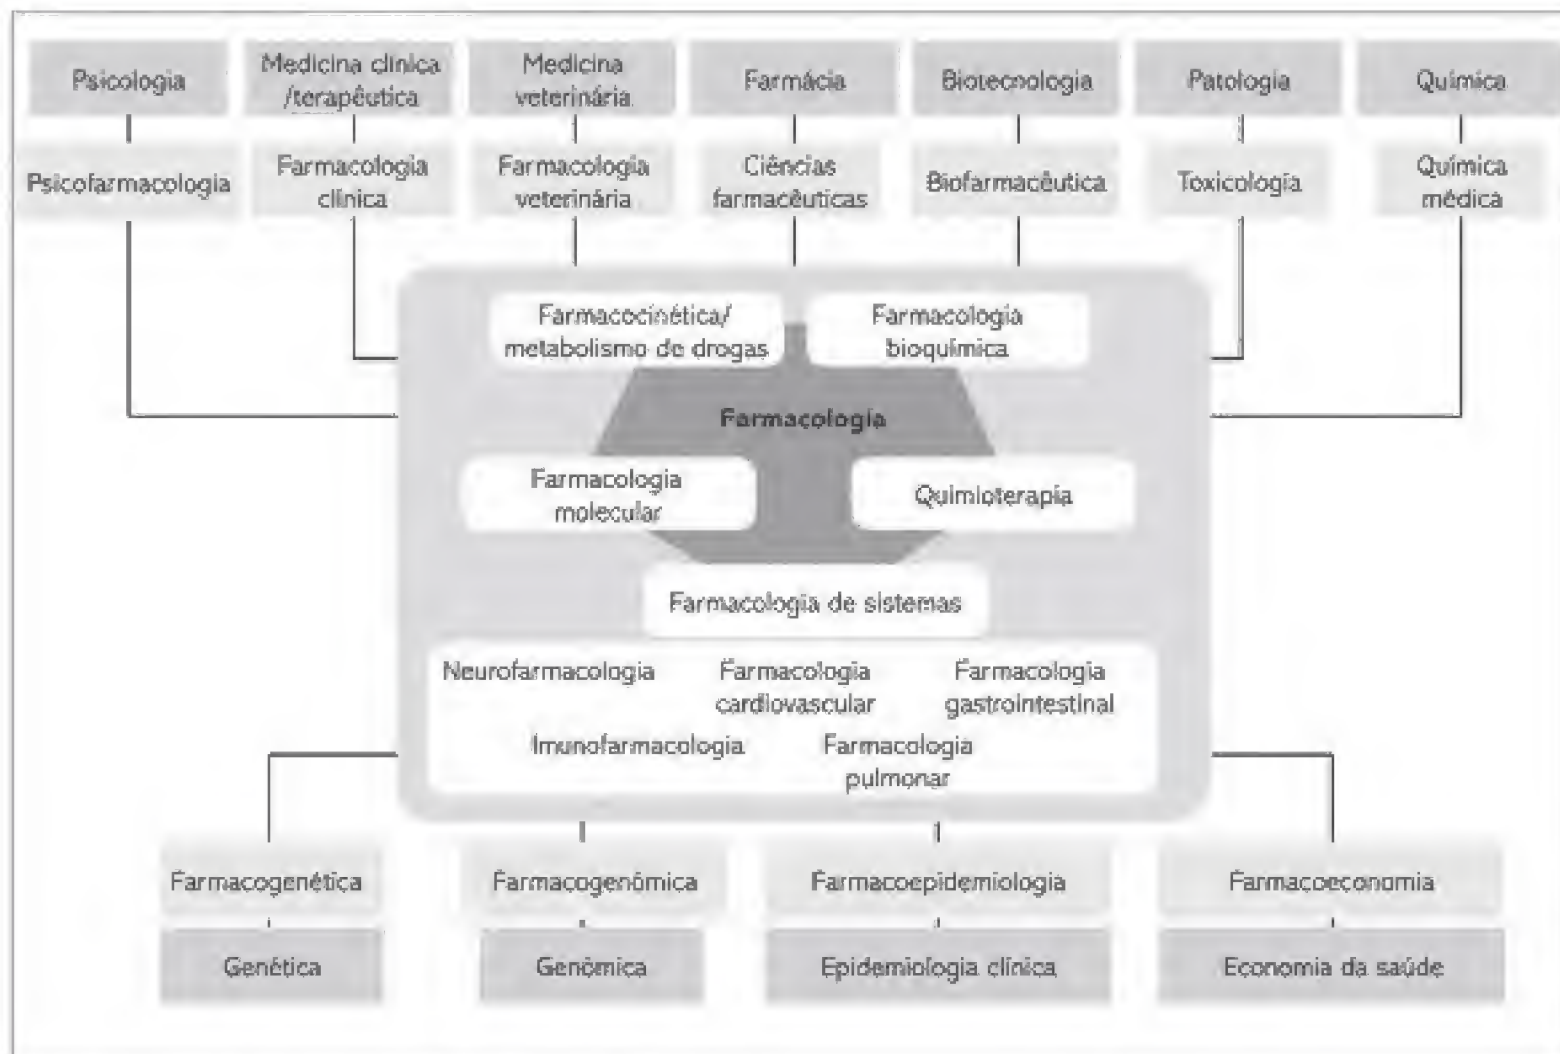 Psicologia
Medicina clínica
/terapêutica
Medicina
veterinária
Farmácia
Biotecnologia
Patologia
Química
Psicofarmacologia
Farmacologia
clínica
Farmacologia
veterinária
Ciências
farmacêuticas
Biofarmacêutica
Toxicologia
Química
médica
Farmacocinética/
metabolismo de drogas
Farmacologia
bioquímica
Farmacologia
Farmacologia
molecular
Quimioterapia
Farmacologia de sistemas
Neurofarmacologia
Farmacologia
cardiovascular
Farmacologia
gastrointestinal
Imunofarmacologia
Farmacologia
pulmonar
Farmacogenética
Farmacogenômica
Farmacoepidemiologia
Farmacoeconomia
Genética
Genômica
Epidemiologia clínica
Economia da saúde